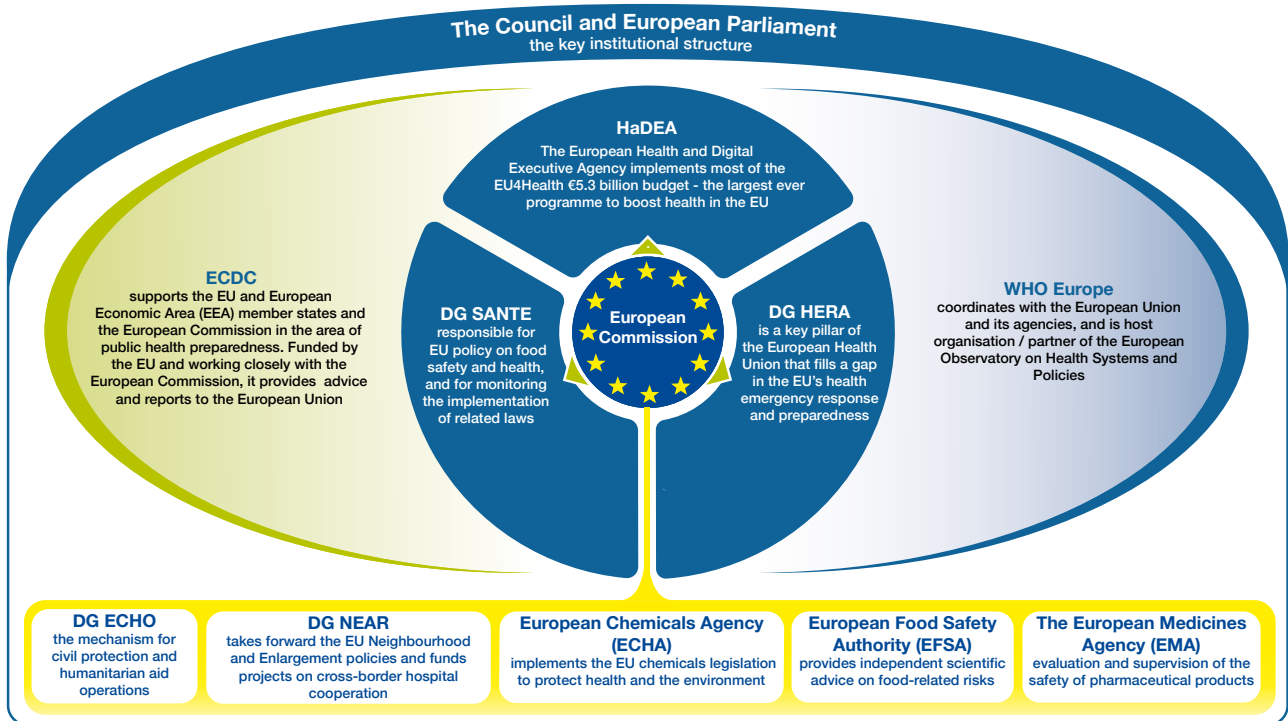 The Council and European Parliament
the key institutional structure
HaDEA
The European Health and Digital
Executive Agency implements most of the
EU4Health €5.3 billion budget - the largest ever
programme to boost health in the EU
ECDC
supports the EU and European
Economic Area (EEA) member states and
the European Commission in the area of
public health preparedness. Funded by
the EU and working closely with the
European Commission, it provides advice
and reports to the European Union
DG SANTE
responsible for
EU policy on food
safety and health,
and for monitoring
the implementation
of related laws
European
Commission
DG HERA
is a key pillar of
the European Health
Union that fills a gap
in the EU's health
emergency response
and preparedness
WHO Europe
coordinates with the European Union
and its agencies, and is host
organisation / partner of the European
Observatory on Health Systems and
Policies
DG ECHO
the mechanism for
civil protection and
humanitarian aid
operations
DG NEAR
takes forward the EU Neighbourhood
and Enlargement policies and funds
projects on cross-border hospital
cooperation
European Chemicals Agency
(ECHA)
implements the EU chemicals legislation
to protect health and the environment
European Food Safety
Authority (EFSA)
provides independent scientific
advice on food-related risks
The European Medicines
Agency (EMA)
evaluation and supervision of the
safety of pharmaceutical products